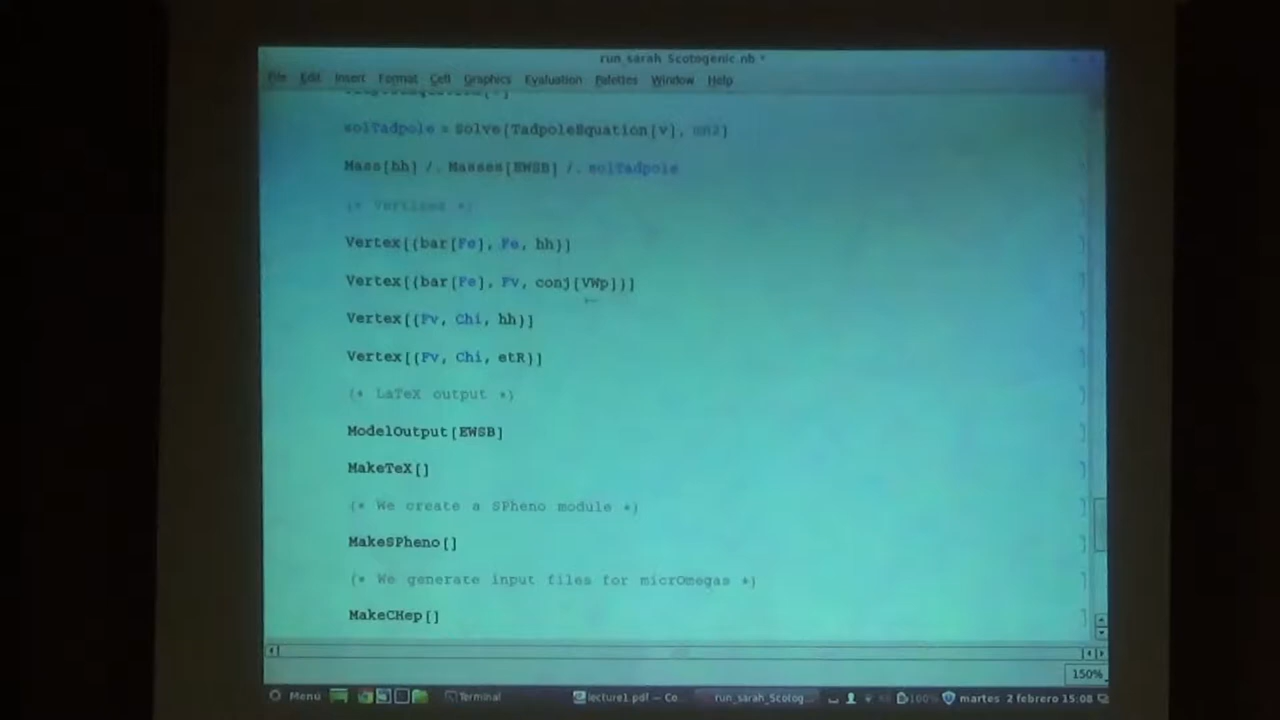 run_sarah_Scotogenic.nb *
File Edit Insert Format Cell Graphics Evaluation Palettes Window Help
solTadpole = Solve[TadpoleEquation[v], mH2]
Mass[hh] /. Masses[EWSB] /. solTadpole
(* Vertices *)
Vertex[{bar[Fe], Fe, hh}]
Vertex[{bar[Fe], Fv, conj[VWp]}]
Vertex[{Fv, Chi, hh}]
Vertex[{Fv, Chi, etR}]
(* LaTeX output *)
ModelOutput[EWSB]
MakeTeX[]
(* We create a SPheno module *)
MakeSPheno[]
(* We generate input files for micrOmegas *)
MakeCHep[]
150%
Menú Terminal lecture1.pdf — Co... run_sarah_Scotog... 100% martes 2 febrero 15:08